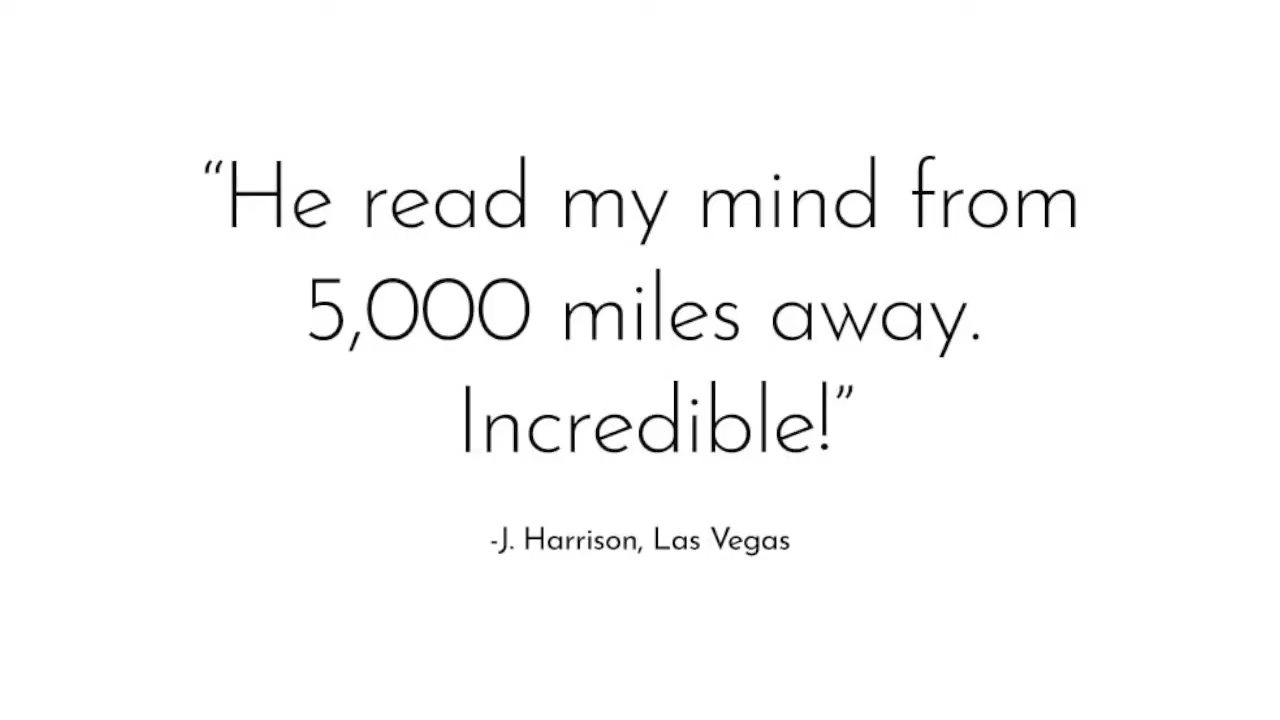 “He read my mind from
5,000 miles away.
Incredible!”
-J. Harrison, Las Vegas